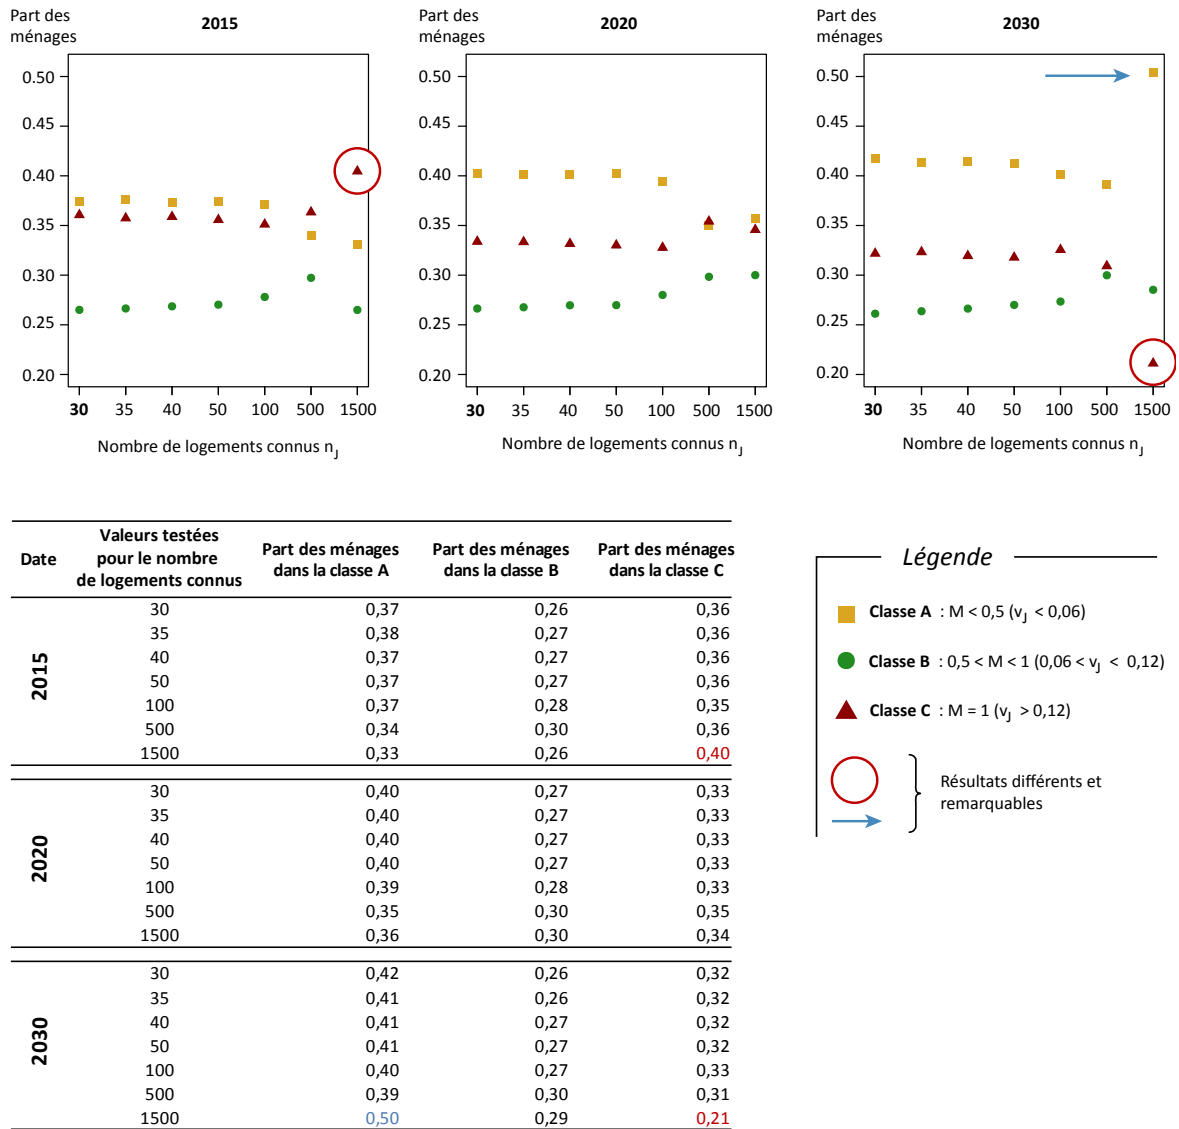 Part des
ménages
2015
0.50
0.45
0.40
0.35
0.30
0.25
0.20
30 35 40 50 100 500 1500
Nombre de logements connus nJ
Part des
ménages
2020
0.50
0.45
0.40
0.35
0.30
0.25
0.20
30 35 40 50 100 500 1500
Nombre de logements connus nJ
Part des
ménages
2030
0.50
0.45
0.40
0.35
0.30
0.25
0.20
30 35 40 50 100 500 1500
Nombre de logements connus nJ
Date
Valeurs testées
pour le nombre
de logements connus
Part des ménages
dans la classe A
Part des ménages
dans la classe B
Part des ménages
dans la classe C
2015
30 0,37 0,26 0,36
35 0,38 0,27 0,36
40 0,37 0,27 0,36
50 0,37 0,27 0,36
100 0,37 0,28 0,35
500 0,34 0,30 0,36
1500 0,33 0,26 0,40
2020
30 0,40 0,27 0,33
35 0,40 0,27 0,33
40 0,40 0,27 0,33
50 0,40 0,27 0,33
100 0,39 0,28 0,33
500 0,35 0,30 0,35
1500 0,36 0,30 0,34
2030
30 0,42 0,26 0,32
35 0,41 0,26 0,32
40 0,41 0,27 0,32
50 0,41 0,27 0,32
100 0,40 0,27 0,33
500 0,39 0,30 0,31
1500 0,50 0,29 0,21
Légende
Classe A : M < 0,5 (vJ < 0,06)
Classe B : 0,5 < M < 1 (0,06 < vJ < 0,12)
Classe C : M = 1 (vJ > 0,12)
Résultats différents et
remarquables